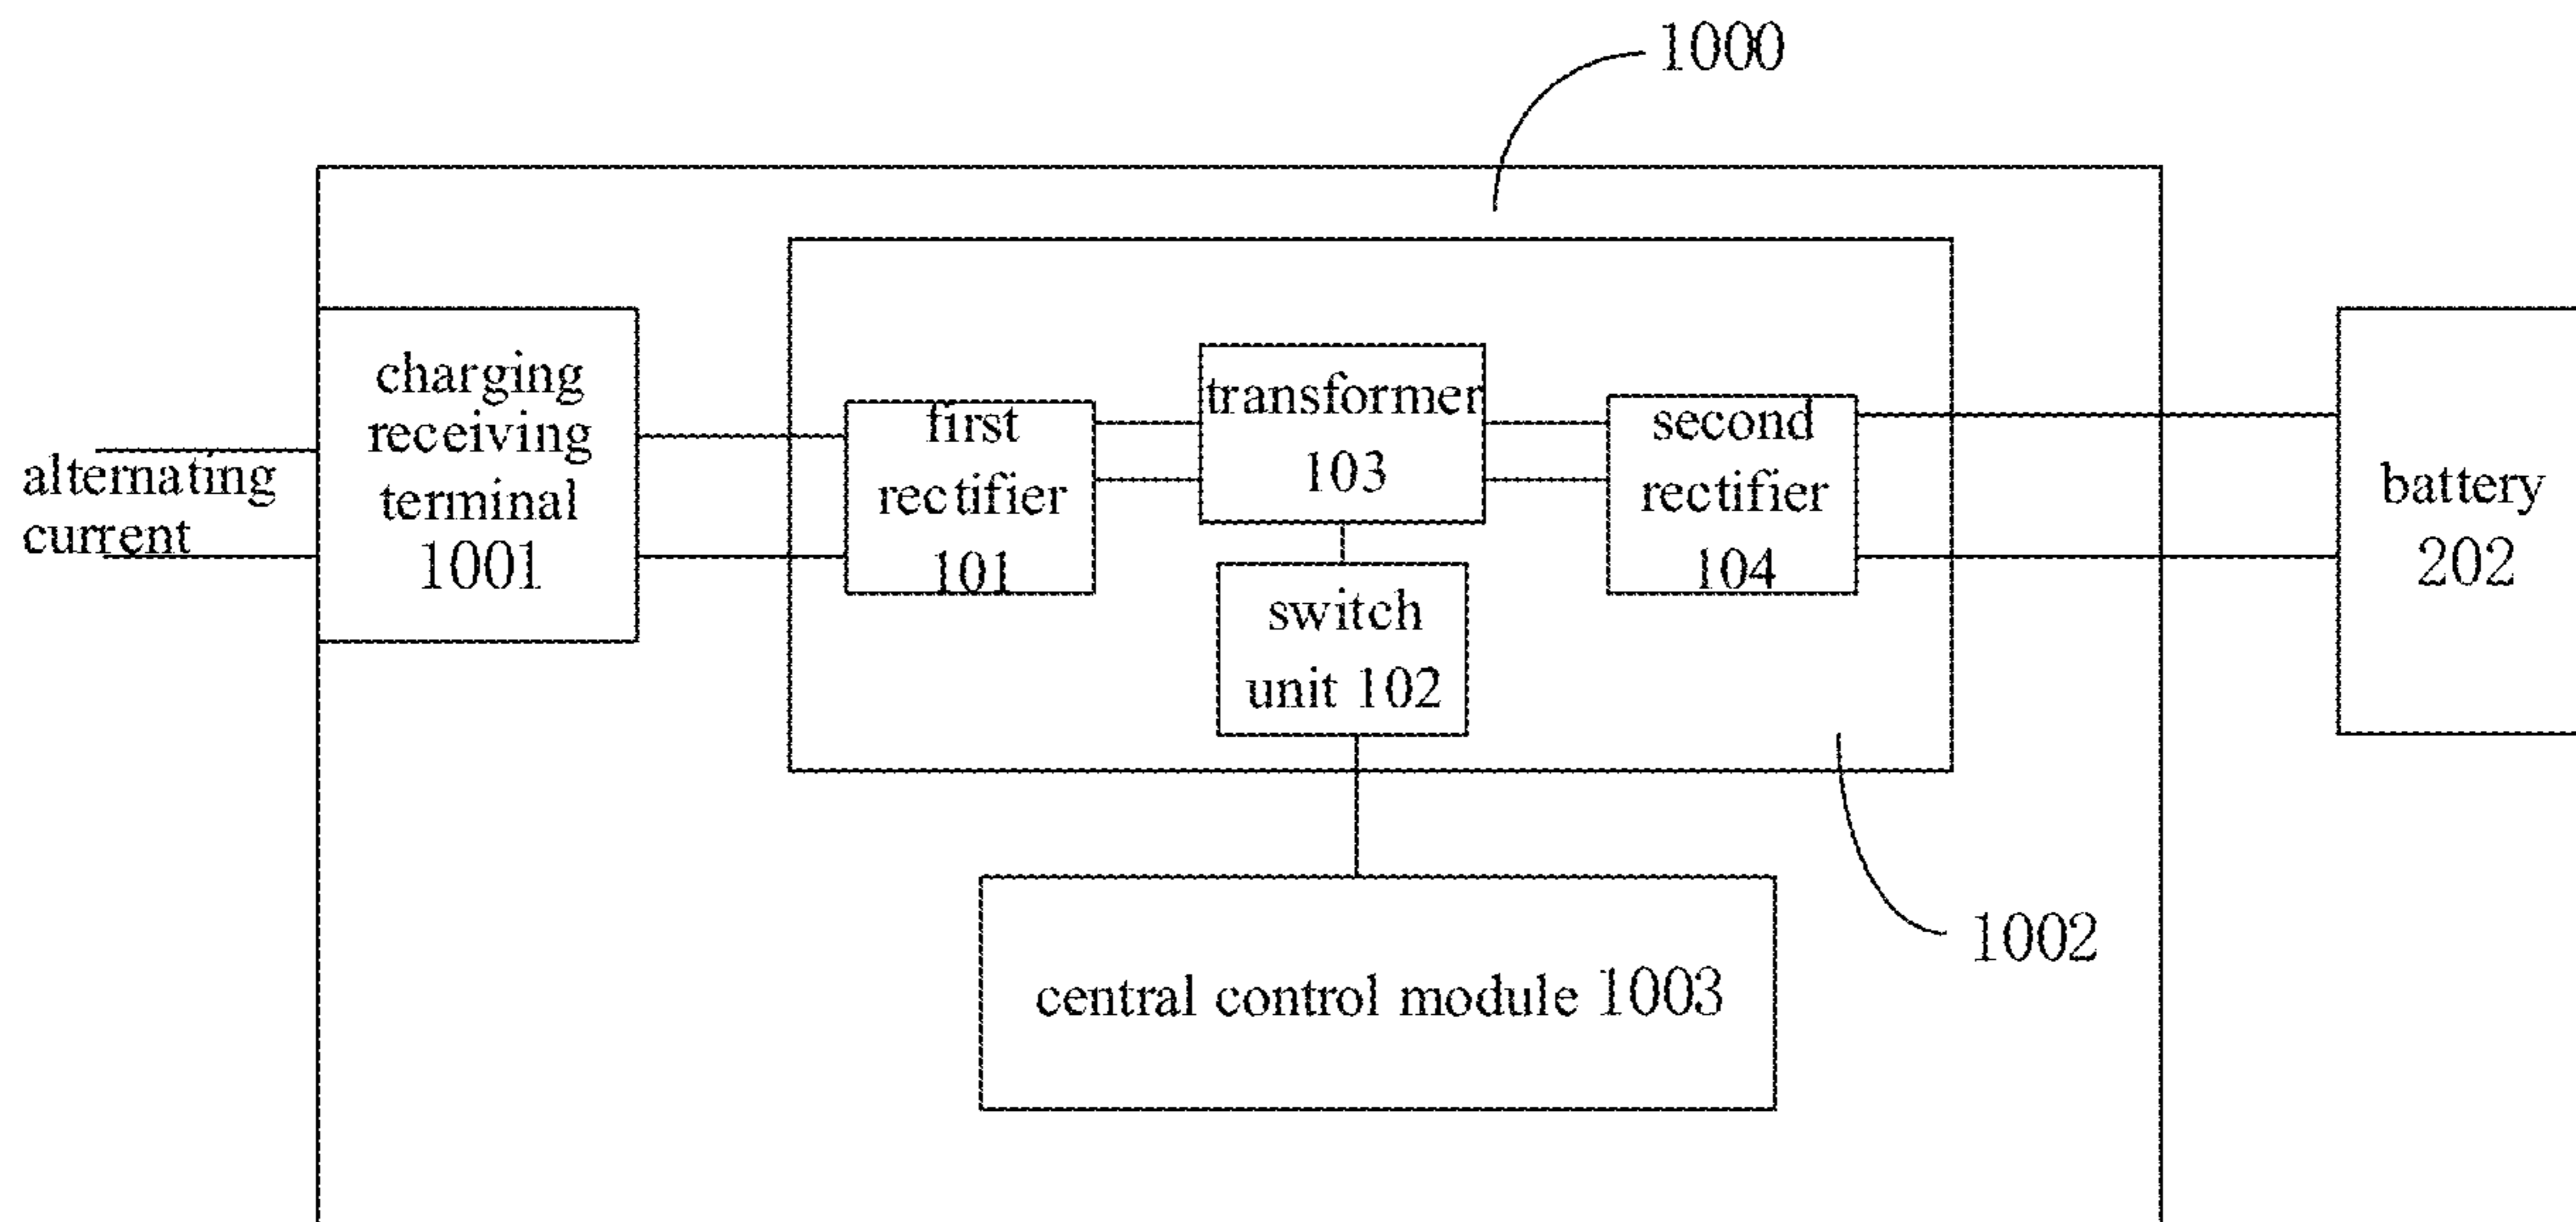 1000
alternating
current
charging
receiving
terminal
1001
first
rectifier
101
transformer
103
switch
unit 102
second
rectifier
104
battery
202
1002
central control module 1003